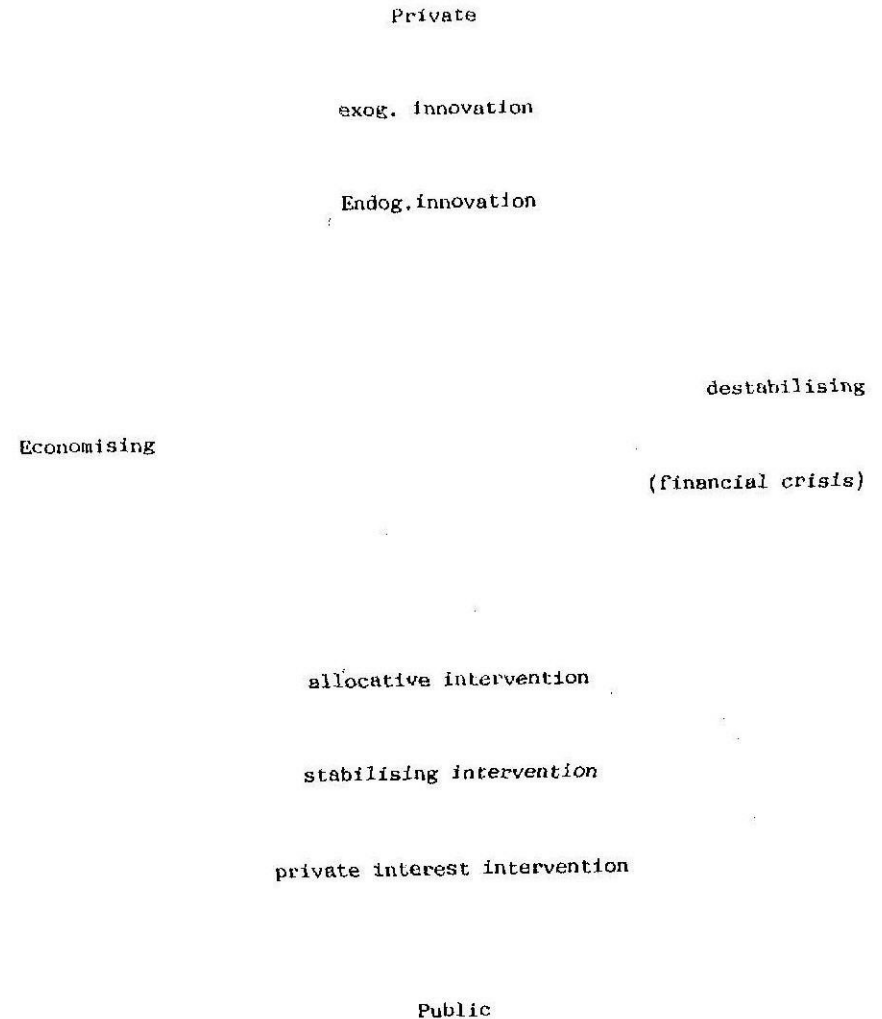 Private
exog. innovation
Endog.innovation
destabilising
Economising
(financial crisis)
allocative intervention
stabilising intervention
private interest intervention
Public